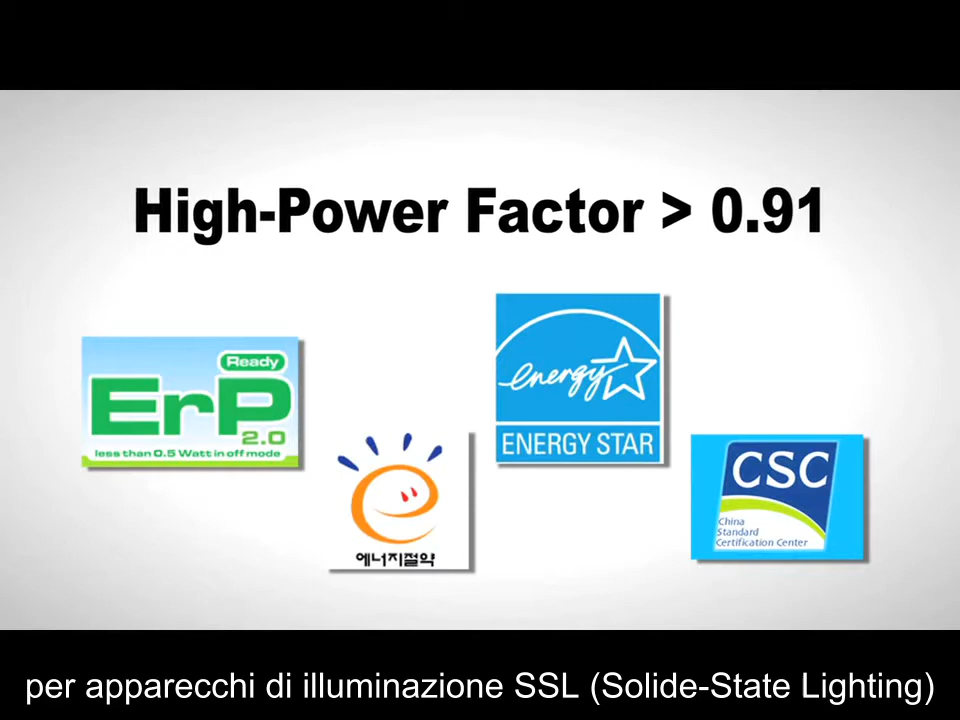 High-Power Factor > 0.91
Ready
ErP
2.0
less than 0.5 Watt in off mode
에너지절약
energy
ENERGY STAR
CSC
China
Standard
Certification Center
per apparecchi di illuminazione SSL (Solide-State Lighting)